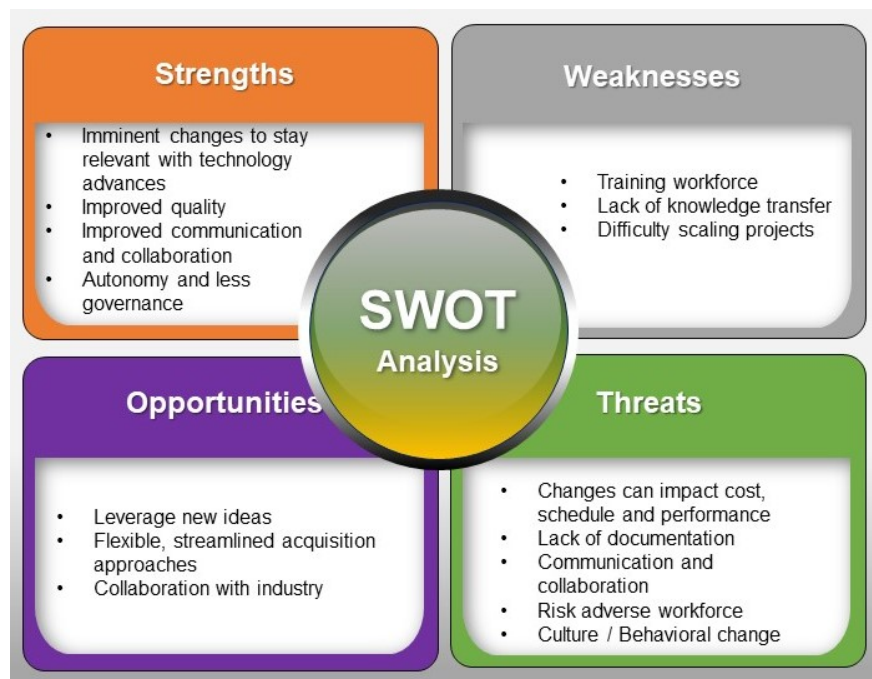 Strengths
• Imminent changes to stay
relevant with technology
advances
• Improved quality
• Improved communication
and collaboration
• Autonomy and less
governance
Weaknesses
• Training workforce
• Lack of knowledge transfer
• Difficulty scaling projects
SWOT
Analysis
Opportunities
• Leverage new ideas
• Flexible, streamlined acquisition
approaches
• Collaboration with industry
Threats
• Changes can impact cost,
schedule and performance
• Lack of documentation
• Communication and
collaboration
• Risk adverse workforce
• Culture / Behavioral change